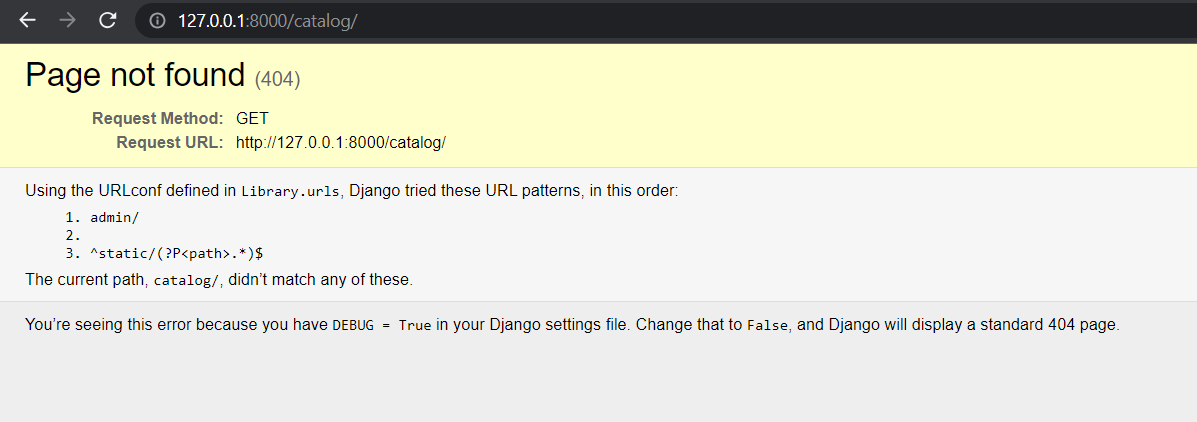 127.0.0.1:8000/catalog/
Page not found (404)
Request Method: GET
Request URL: http://127.0.0.1:8000/catalog/
Using the URLconf defined in Library.urls, Django tried these URL patterns, in this order:
1. admin/
2.
3. ^static/(?P<path>.*)$
The current path, catalog/, didn’t match any of these.
You’re seeing this error because you have DEBUG = True in your Django settings file. Change that to False, and Django will display a standard 404 page.